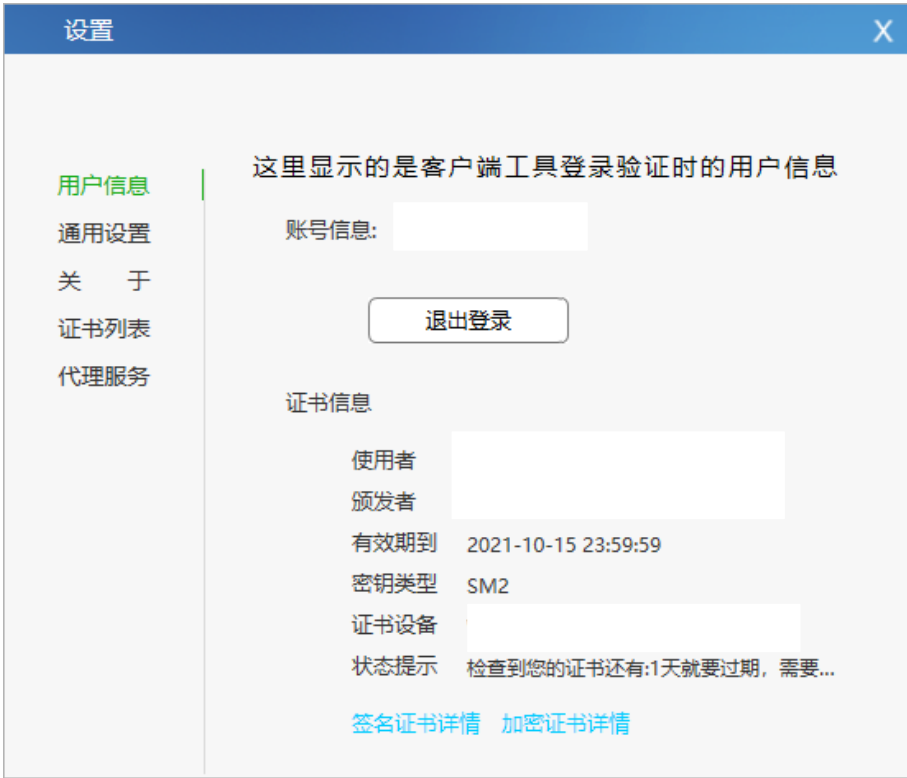 设置 X
这里显示的是客户端工具登录验证时的用户信息
用户信息
通用设置
关 于
证书列表
代理服务
账号信息:
退出登录
证书信息
使用者
颁发者
有效期到 2021-10-15 23:59:59
密钥类型 SM2
证书设备
状态提示 检查到您的证书还有:1天就要过期，需要...
签名证书详情 加密证书详情